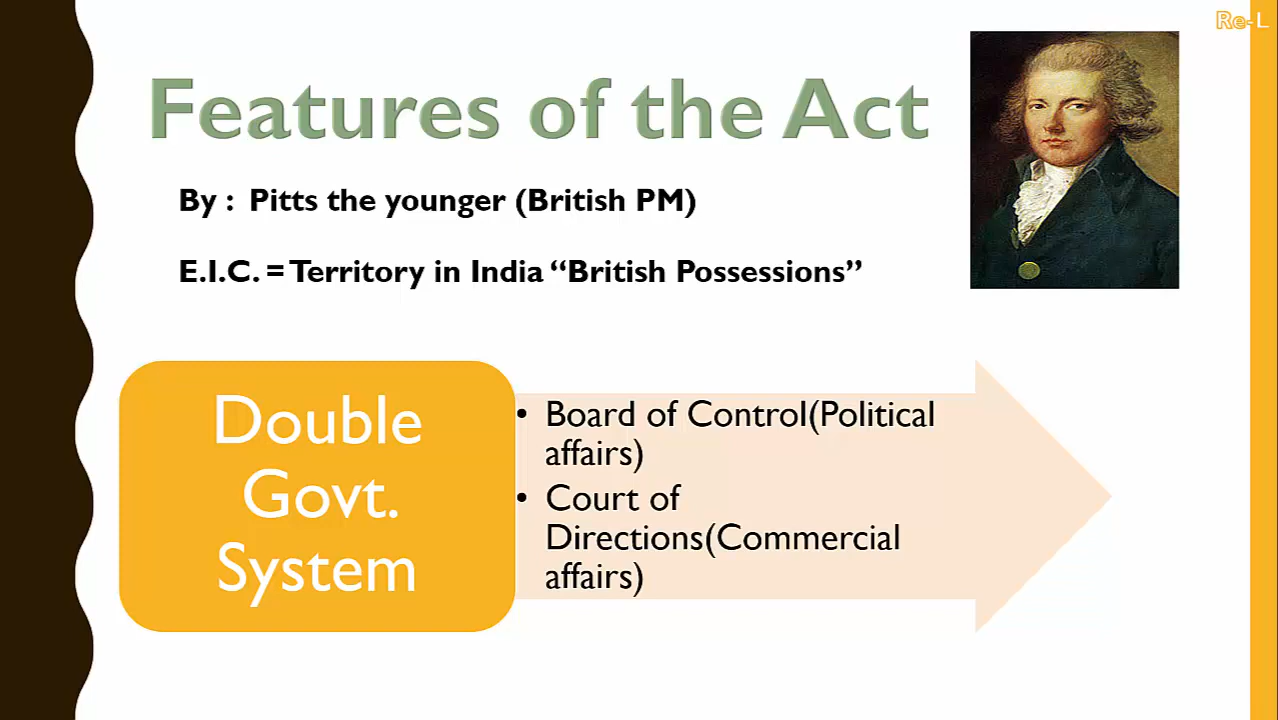 Re-L
Features of the Act
By : Pitts the younger (British PM)
E.I.C. = Territory in India “British Possessions”
Double
Govt.
System
• Board of Control(Political
affairs)
• Court of
Directions(Commercial
affairs)